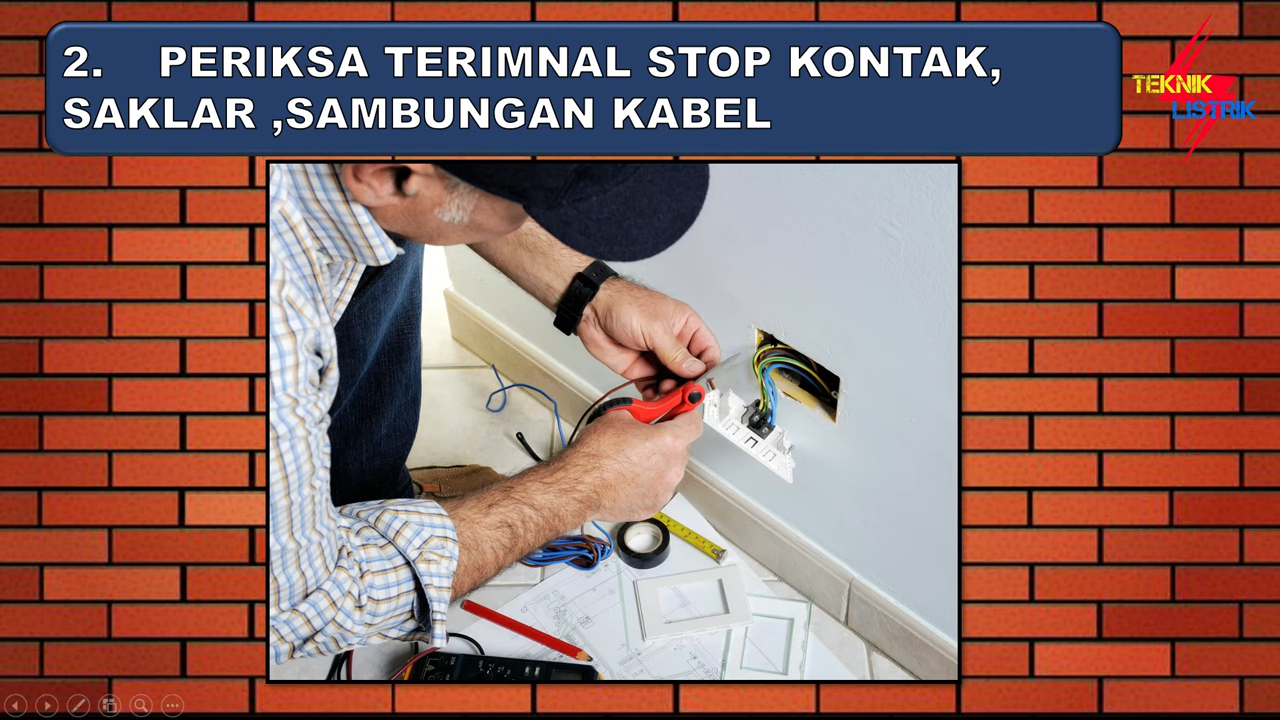 2. PERIKSA TERIMNAL STOP KONTAK,
SAKLAR ,SAMBUNGAN KABEL
TEKNIK
LISTRIK